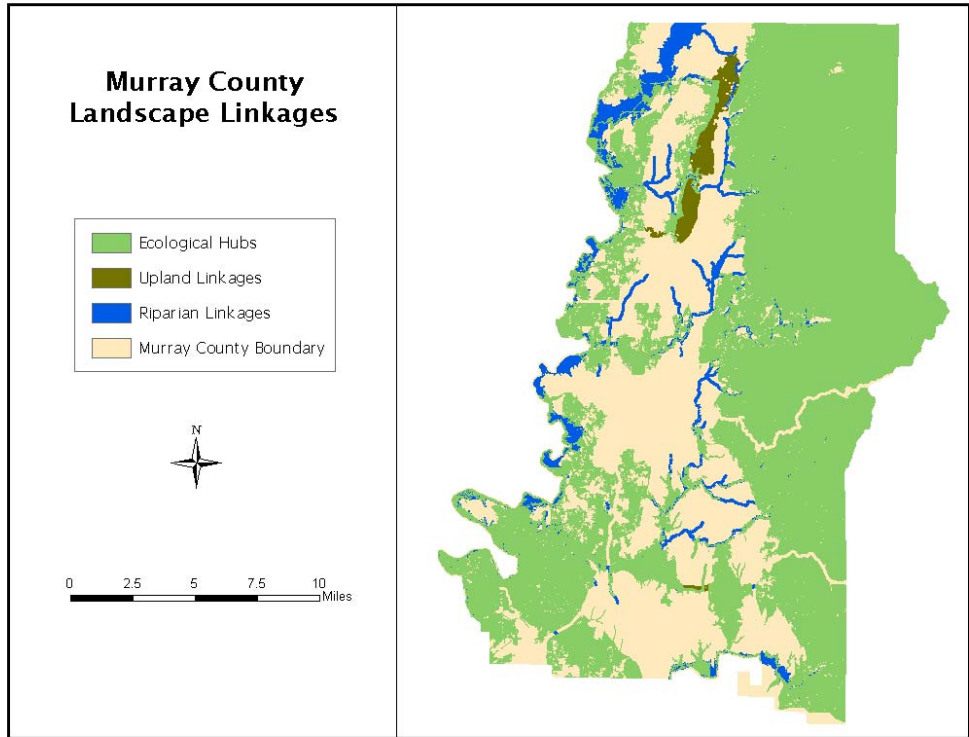 Murray County
Landscape Linkages
Ecological Hubs
Upland Linkages
Riparian Linkages
Murray County Boundary
N
0 2.5 5 7.5 10
Miles